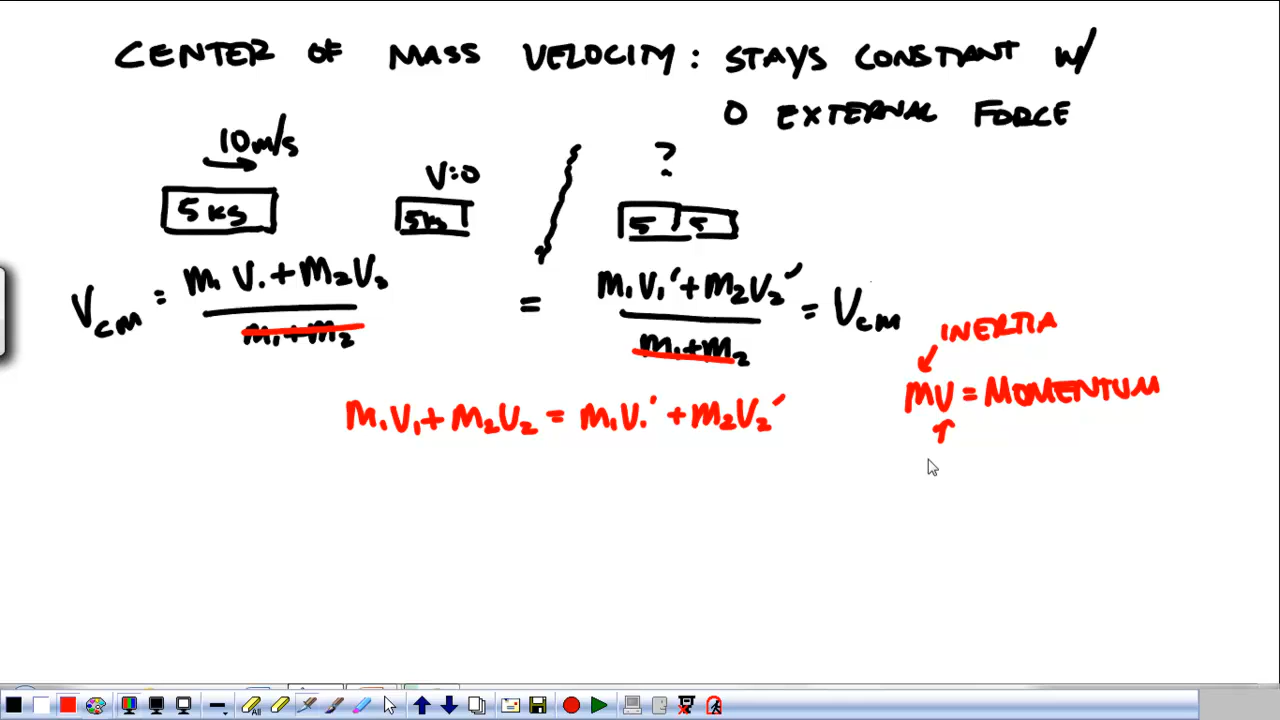 CENTER OF MASS VELOCITY: STAYS CONSTANT W/
0 EXTERNAL FORCE
10 m/s
V=0
?
5 kg
5 kg
5 5
Vcm = m₁V₁+m₂V₂ / m₁+m₂ = m₁V₁'+m₂V₂' / m₁+m₂ = Vcm
INERTIA
mV = MOMENTUM
m₁V₁+m₂V₂ = m₁V₁'+m₂V₂'
All